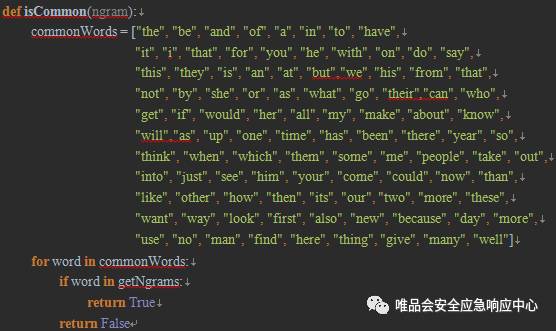 def isCommon(ngram):↓
commonWords = ["the", "be", "and", "of", "a", "in", "to", "have",↓
"it", "i", "that", "for", "you", "he", "with", "on", "do", "say",↓
"this", "they", "is", "an", "at", "but","we", "his", "from", "that",↓
"not", "by", "she", "or", "as", "what", "go", "their","can", "who",↓
"get", "if", "would", "her", "all", "my", "make", "about", "know",↓
"will","as", "up", "one", "time", "has", "been", "there", "year", "so",↓
"think", "when", "which", "them", "some", "me", "people", "take", "out",↓
"into", "just", "see", "him", "your", "come", "could", "now", "than",↓
"like", "other", "how", "then", "its", "our", "two", "more", "these",↓
"want", "way", "look", "first", "also", "new", "because", "day", "more",↓
"use", "no", "man", "find", "here", "thing", "give", "many", "well"]↓
for word in commonWords:↓
if word in getNgrams:↓
return True↓
return False↵
唯品会安全应急响应中心